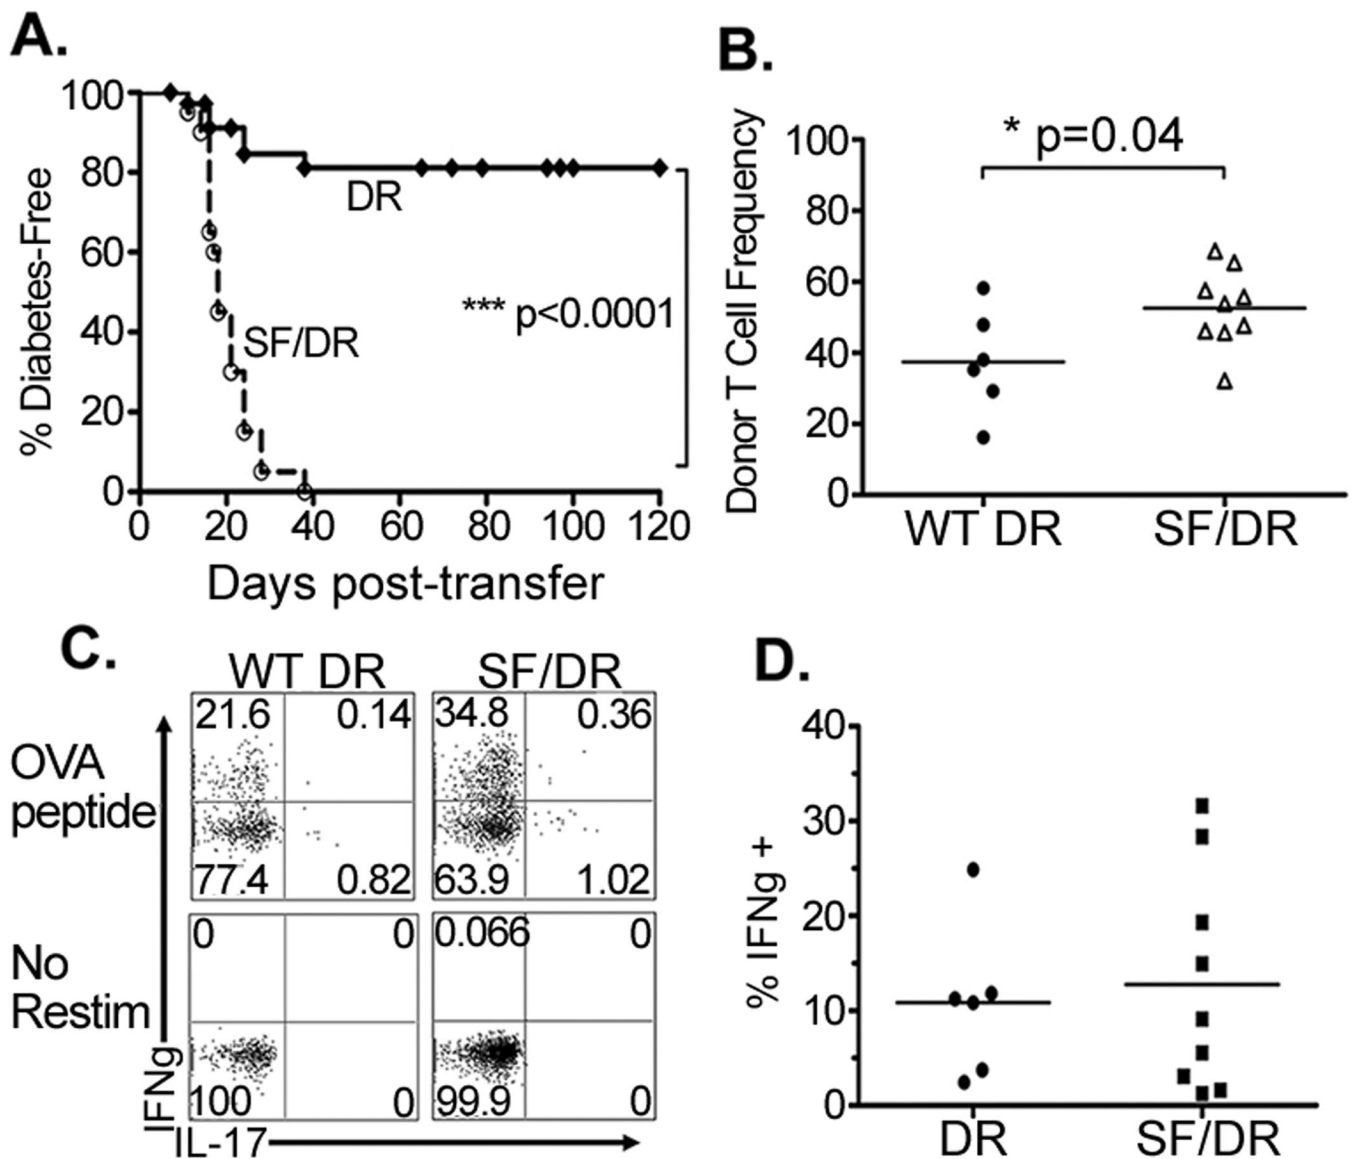 A.
% Diabetes-Free
100
80
60
40
20
0
DR
SF/DR
*** p<0.0001
0 20 40 60 80 100 120
Days post-transfer
B.
Donor T Cell Frequency
100
80
60
40
20
0
* p=0.04
WT DR SF/DR
C.
WT DR SF/DR
OVA
peptide
21.6 0.14 34.8 0.36
77.4 0.82 63.9 1.02
No
Restim
0 0 0.066 0
100 0 99.9 0
IFNg
IL-17
D.
% IFNg +
40
30
20
10
0
DR SF/DR